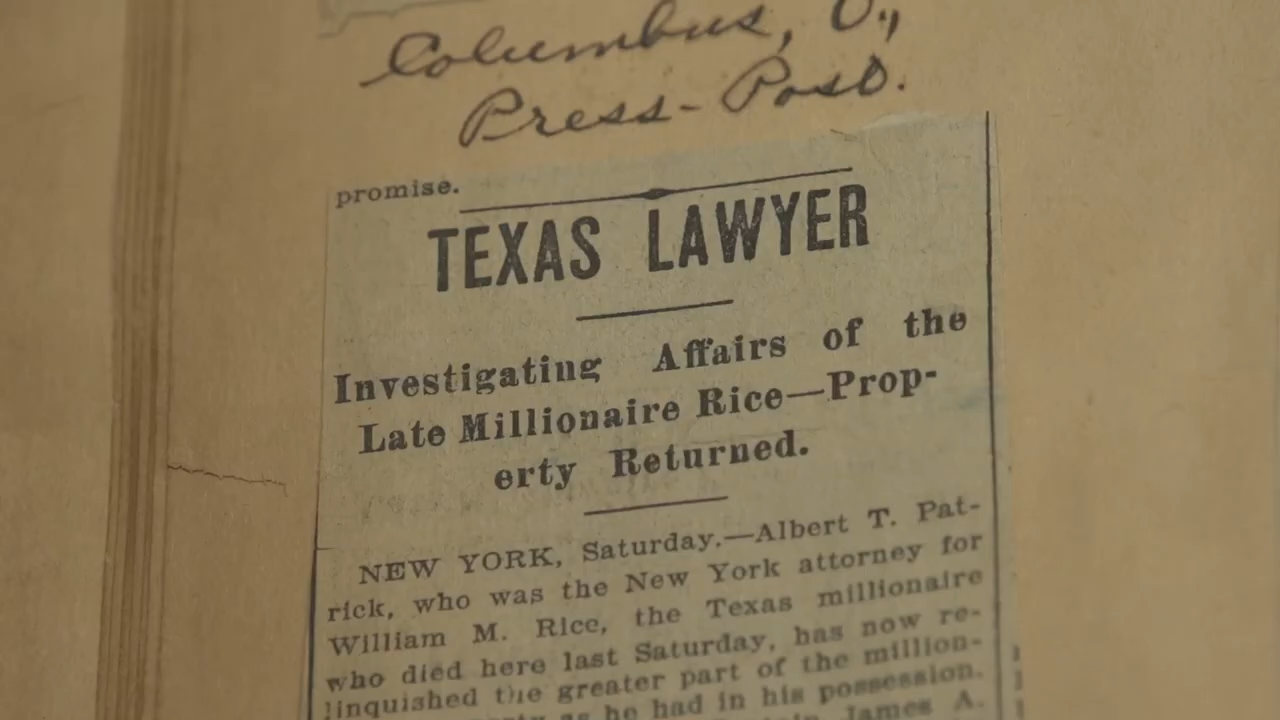 Columbus, O.,
Press-Post.
promise.
TEXAS LAWYER
Investigating Affairs of the
Late Millionaire Rice—Prop-
erty Returned.
NEW YORK, Saturday.—Albert T. Pat-
rick, who was the New York attorney for
William M. Rice, the Texas millionaire
who died here last Saturday, has now re-
linquished the greater part of the million-
as he had in his possession.
James A.